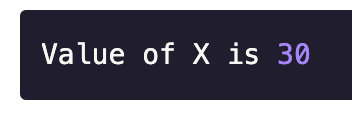 Value of X is 30